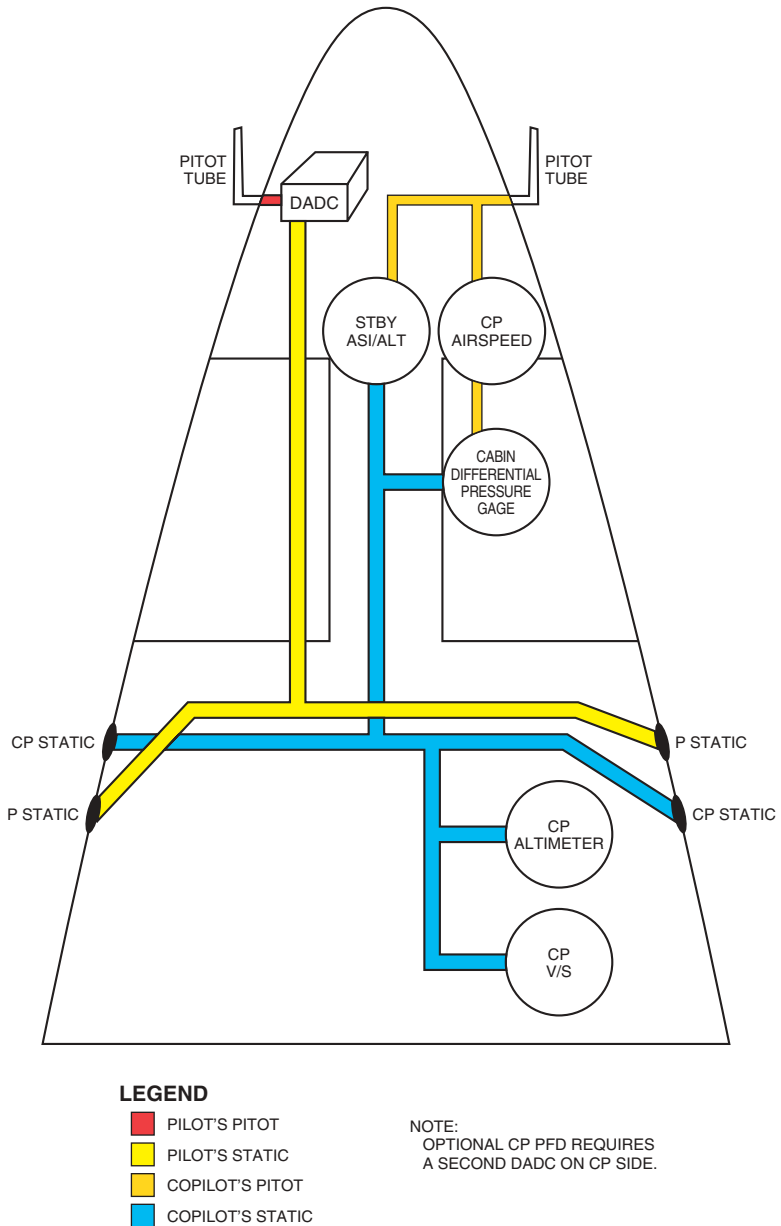 PITOT
TUBE
DADC
PITOT
TUBE
STBY
ASI/ALT
CP
AIRSPEED
CABIN
DIFFERENTIAL
PRESSURE
GAGE
CP STATIC
P STATIC
P STATIC
CP STATIC
CP
ALTIMETER
CP
V/S
LEGEND
PILOT'S PITOT
PILOT'S STATIC
COPILOT'S PITOT
COPILOT'S STATIC
NOTE:
OPTIONAL CP PFD REQUIRES
A SECOND DADC ON CP SIDE.